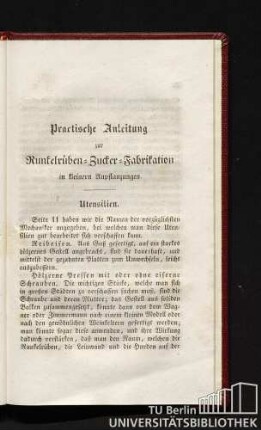 Practische Anleitung
zur
Runkelrüben-Zucker-Fabrikation
in kleinern Anpflanzungen.
Utensilien.
Seite 11 haben wir die Namen der vorzüglichsten
Mechaniker angegeben, bei welchen man diese Uten-
silien gut bearbeitet sich verschaffen kann.
Reibeisen. Aus Guß gefertigt, auf ein starkes
hölzernes Gestell angebracht, sind sie dauerhaft, und
mittelst der gezahnten Platten zum Umwechseln, leicht
Hölzerne Pressen mit oder ohne eiserne
Schrauben. Die wichtigen Stücke, welche man sich
in großen Städten zu verschaffen suchen muß, sind die
Schraube und deren Mutter; das Gestell aus soliden
Balken zusammengesetzt, könnte dann von dem Wag-
ner oder Zimmermann nach einem kleinen Modell oder
nach den gewöhnlichen Weinkeltern gefertigt werden,
man könnte sogar diese anwenden, und ihre Wirkung
dadurch verstärken, daß man den Raum, welchen die
Runkelrüben, die Leinwand und die Hurden auf der
TU Berlin
UNIVERSITÄTSBIBLIOTHEK